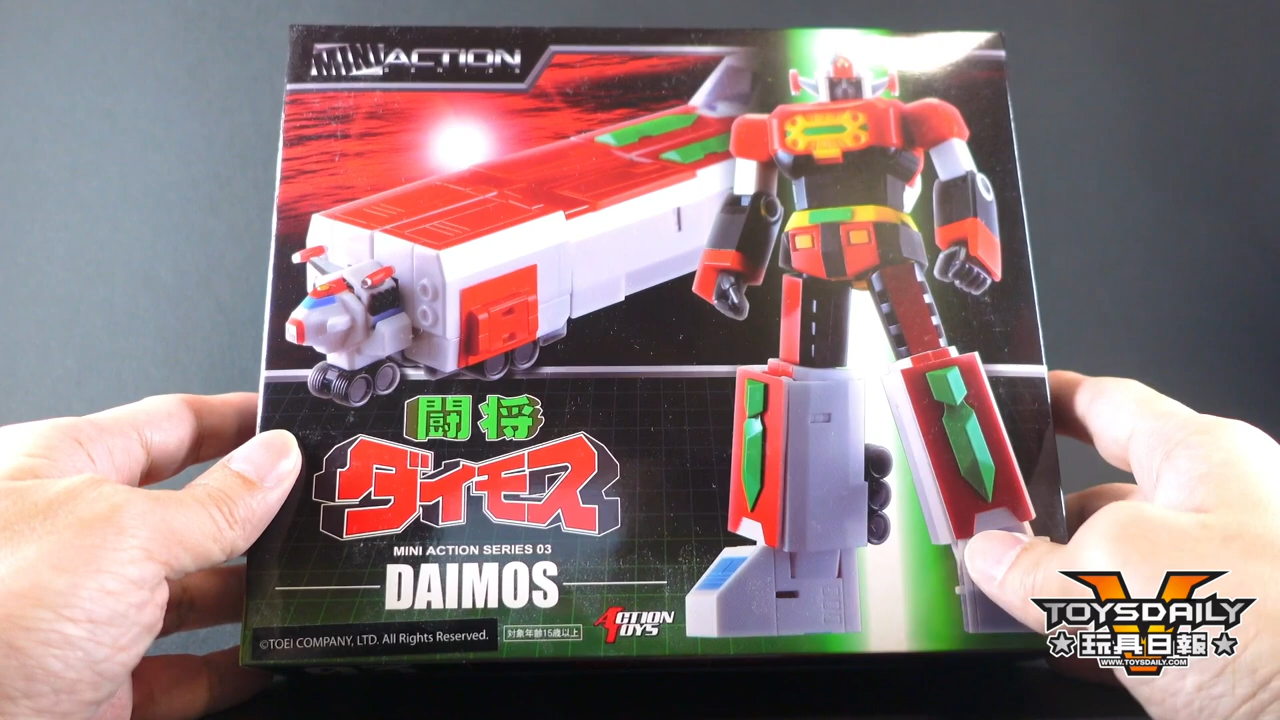 MINI ACTION
SERIES
闘将
ダイモス
MINI ACTION SERIES 03
DAIMOS
©TOEI COMPANY, LTD. All Rights Reserved.
対象年齢15歳以上
ACTION
TOYS
TOYSDAILY
玩具日報
WWW.TOYSDAILY.COM